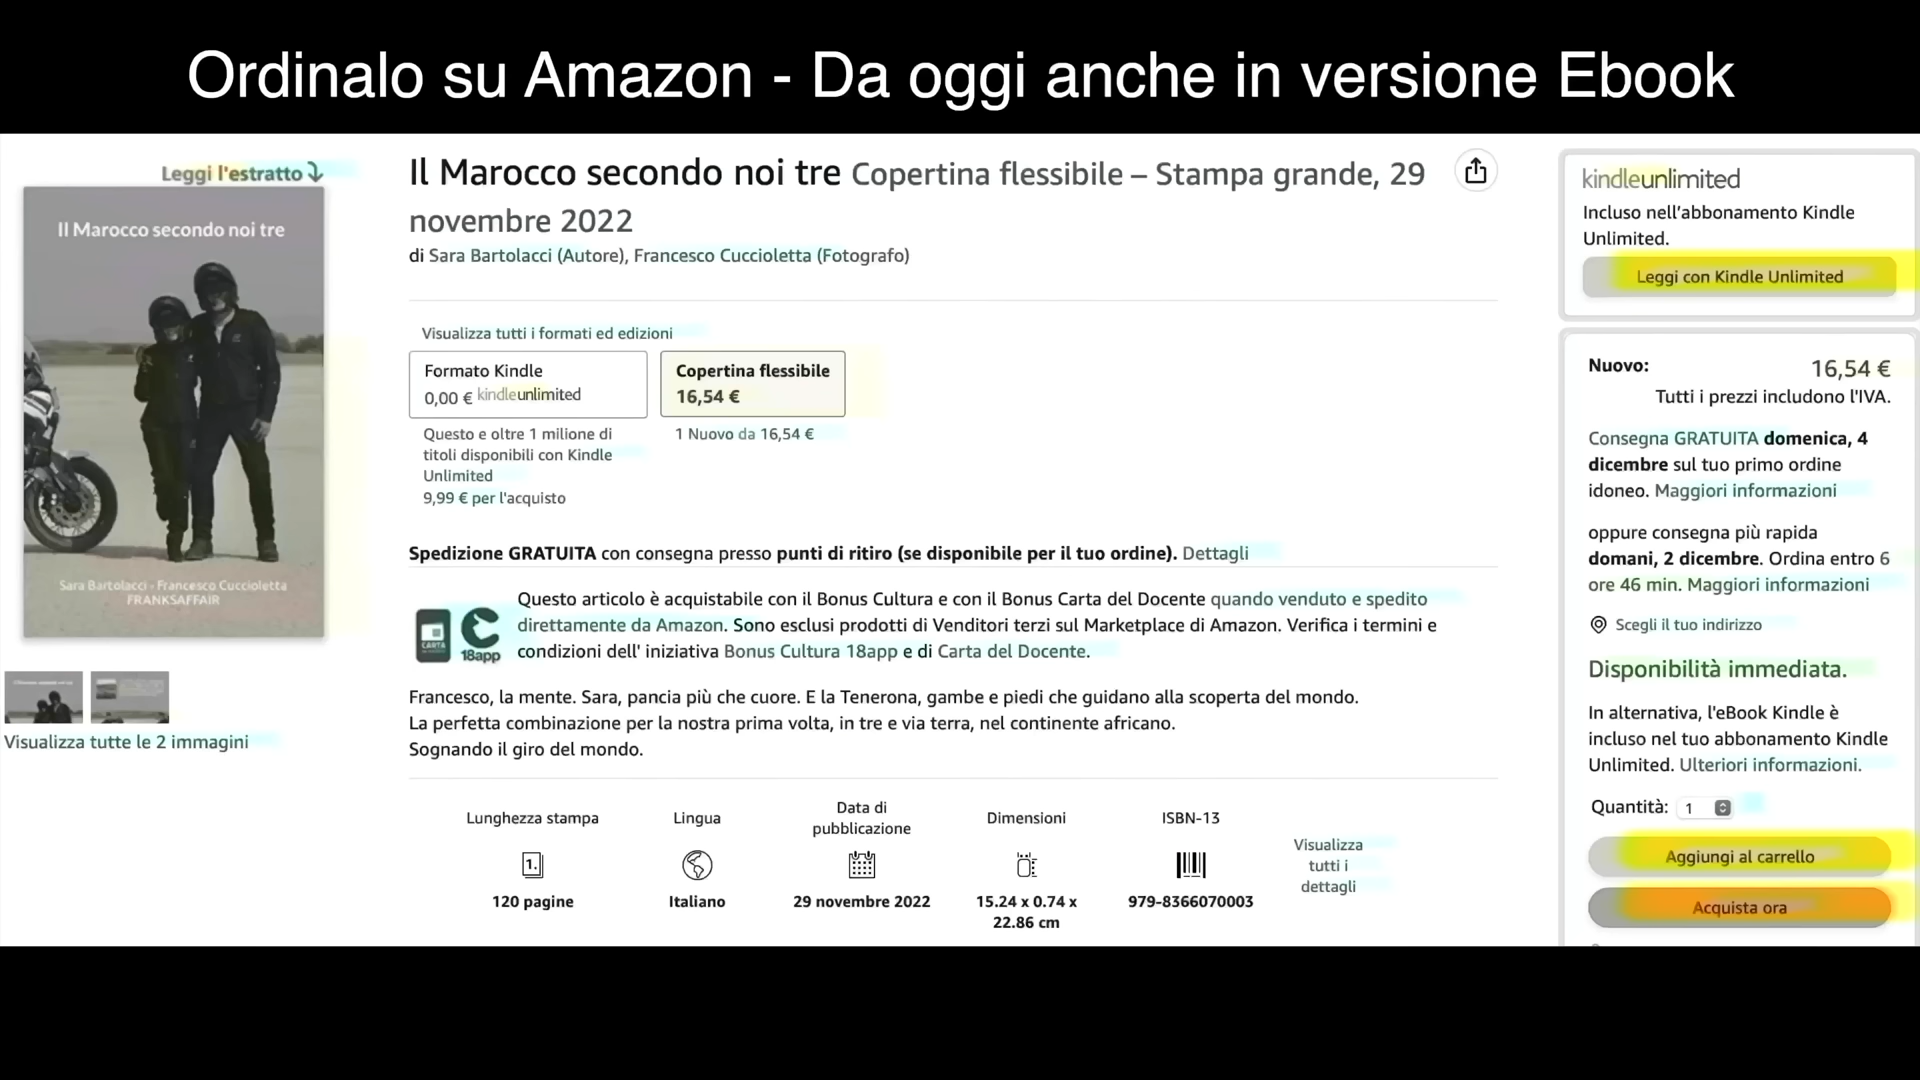 Ordinalo su Amazon - Da oggi anche in versione Ebook
Leggi l'estratto
Il Marocco secondo noi tre
Sara Bartolacci - Francesco Cuccioletta
FRANKSAFFAIR
Visualizza tutte le 2 immagini
Il Marocco secondo noi tre Copertina flessibile – Stampa grande, 29
novembre 2022
di Sara Bartolacci (Autore), Francesco Cuccioletta (Fotografo)
Visualizza tutti i formati ed edizioni
Formato Kindle
0,00 € kindleunlimited
Questo e oltre 1 milione di
titoli disponibili con Kindle
Unlimited
9,99 € per l'acquisto
Copertina flessibile
16,54 €
1 Nuovo da 16,54 €
Spedizione GRATUITA con consegna presso punti di ritiro (se disponibile per il tuo ordine). Dettagli
CARTA
18app
Questo articolo è acquistabile con il Bonus Cultura e con il Bonus Carta del Docente quando venduto e spedito
direttamente da Amazon. Sono esclusi prodotti di Venditori terzi sul Marketplace di Amazon. Verifica i termini e
condizioni dell' iniziativa Bonus Cultura 18app e di Carta del Docente.
Francesco, la mente. Sara, pancia più che cuore. E la Tenerona, gambe e piedi che guidano alla scoperta del mondo.
La perfetta combinazione per la nostra prima volta, in tre e via terra, nel continente africano.
Sognando il giro del mondo.
Lunghezza stampa
1.
120 pagine
Lingua
Italiano
Data di
pubblicazione
29 novembre 2022
Dimensioni
15.24 x 0.74 x
22.86 cm
ISBN-13
979-8366070003
Visualizza
tutti i
dettagli
kindleunlimited
Incluso nell'abbonamento Kindle
Unlimited.
Leggi con Kindle Unlimited
Nuovo: 16,54 €
Tutti i prezzi includono l'IVA.
Consegna GRATUITA domenica, 4
dicembre sul tuo primo ordine
idoneo. Maggiori informazioni
oppure consegna più rapida
domani, 2 dicembre. Ordina entro 6
ore 46 min. Maggiori informazioni
Scegli il tuo indirizzo
Disponibilità immediata.
In alternativa, l'eBook Kindle è
incluso nel tuo abbonamento Kindle
Unlimited. Ulteriori informazioni.
Quantità: 1
Aggiungi al carrello
Acquista ora